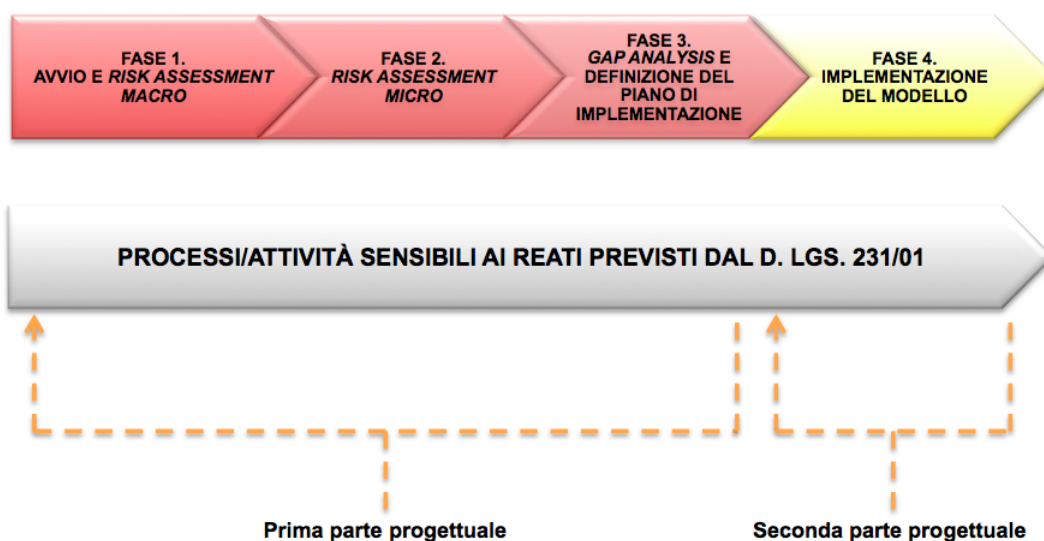 FASE 1.
AVVIO E RISK ASSESSMENT
MACRO
FASE 2.
RISK ASSESSMENT
MICRO
FASE 3.
GAP ANALYSIS E
DEFINIZIONE DEL
PIANO DI
IMPLEMENTAZIONE
FASE 4.
IMPLEMENTAZIONE
DEL MODELLO
PROCESSI/ATTIVITÀ SENSIBILI AI REATI PREVISTI DAL D. LGS. 231/01
Prima parte progettuale
Seconda parte progettuale